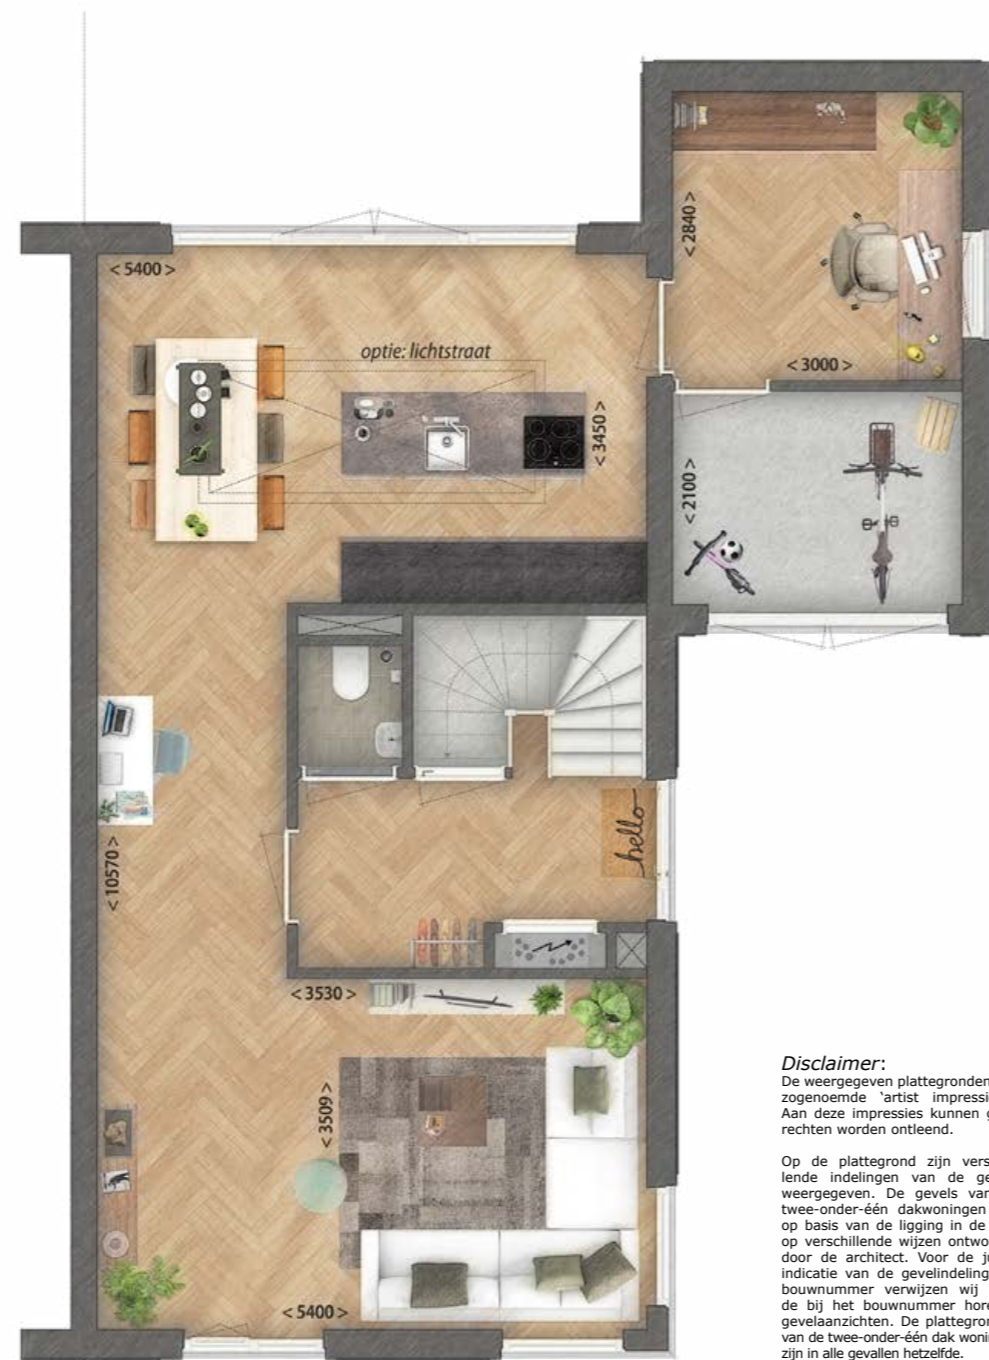 < 2840 >
< 5400 >
optie: lichtstraat
< 3000 >
< 3450 >
< 2100 >
hello
< 10570 >
< 3530 >
< 3509 >
< 5400 >
Disclaimer:
De weergegeven plattegronden
zogenoemde ‘artist impressi
Aan deze impressies kunnen g
rechten worden ontleend.
Op de plattegrond zijn vers
lende indelingen van de ge
weergegeven. De gevels van
twee-onder-één dakwoningen
op basis van de ligging in de
op verschillende wijzen ontwo
door de architect. Voor de ju
indicatie van de gevelindeling
bouwnummer verwijzen wij
de bij het bouwnummer hore
gevelaanzichten. De plattegron
van de twee-onder-één dak wonin
zijn in alle gevallen hetzelfde.